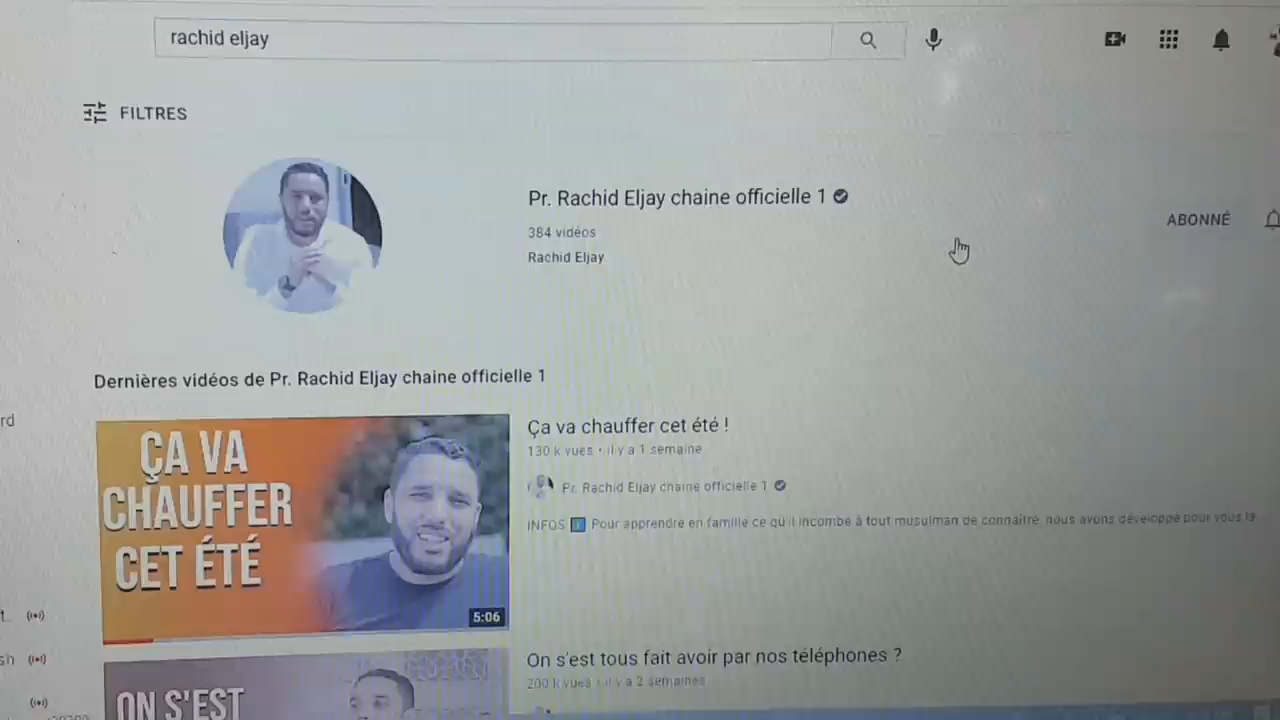 rachid eljay
FILTRES
Pr. Rachid Eljay chaine officielle 1
384 vidéos
Rachid Eljay
ABONNÉ
Dernières vidéos de Pr. Rachid Eljay chaine officielle 1
rd
ÇA VA
CHAUFFER
CET ÉTÉ
5:06
Ça va chauffer cet été !
130 k vues • il y a 1 semaine
Pr. Rachid Eljay chaine officielle 1
INFOS Pour apprendre en famille ce qu'il incombe à tout musulman de connaitre, nous avons développé pour vous la ...
t...
sh
ON S'EST
On s'est tous fait avoir par nos téléphones ?
200 k vues • il y a 2 semaines